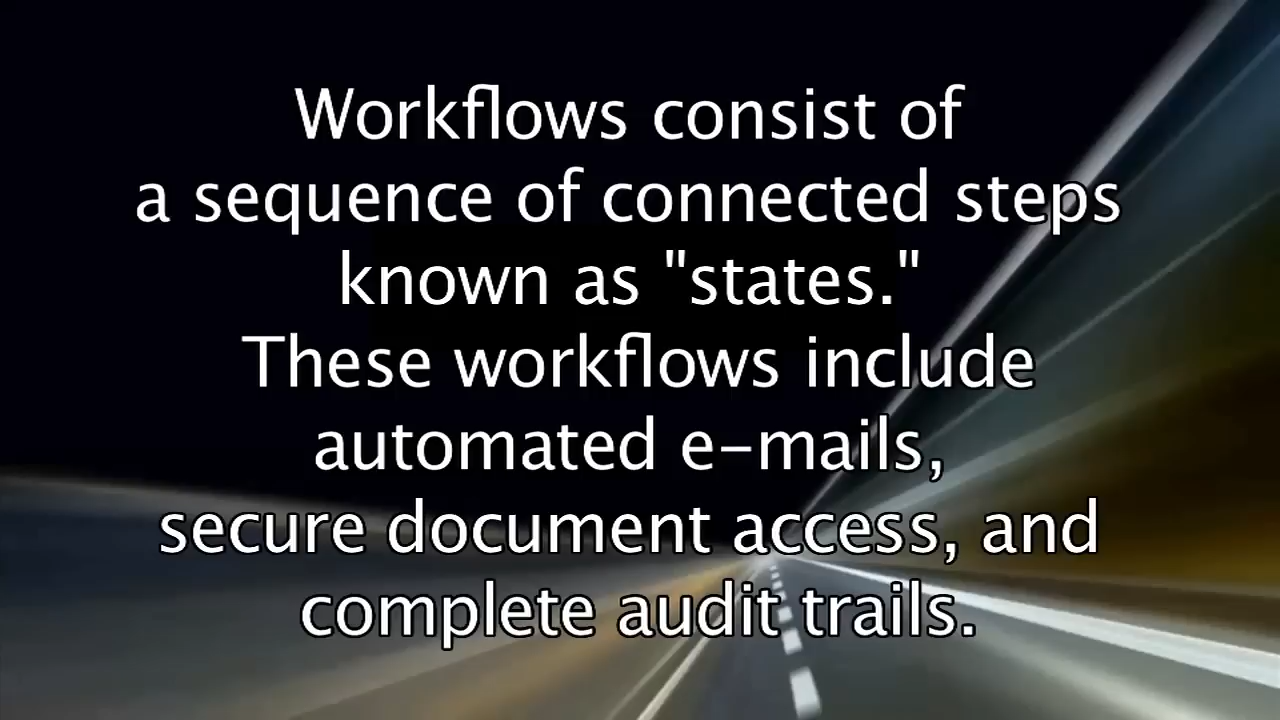 Workflows consist of
a sequence of connected steps
known as "states."
These workflows include
automated e-mails,
secure document access, and
complete audit trails.